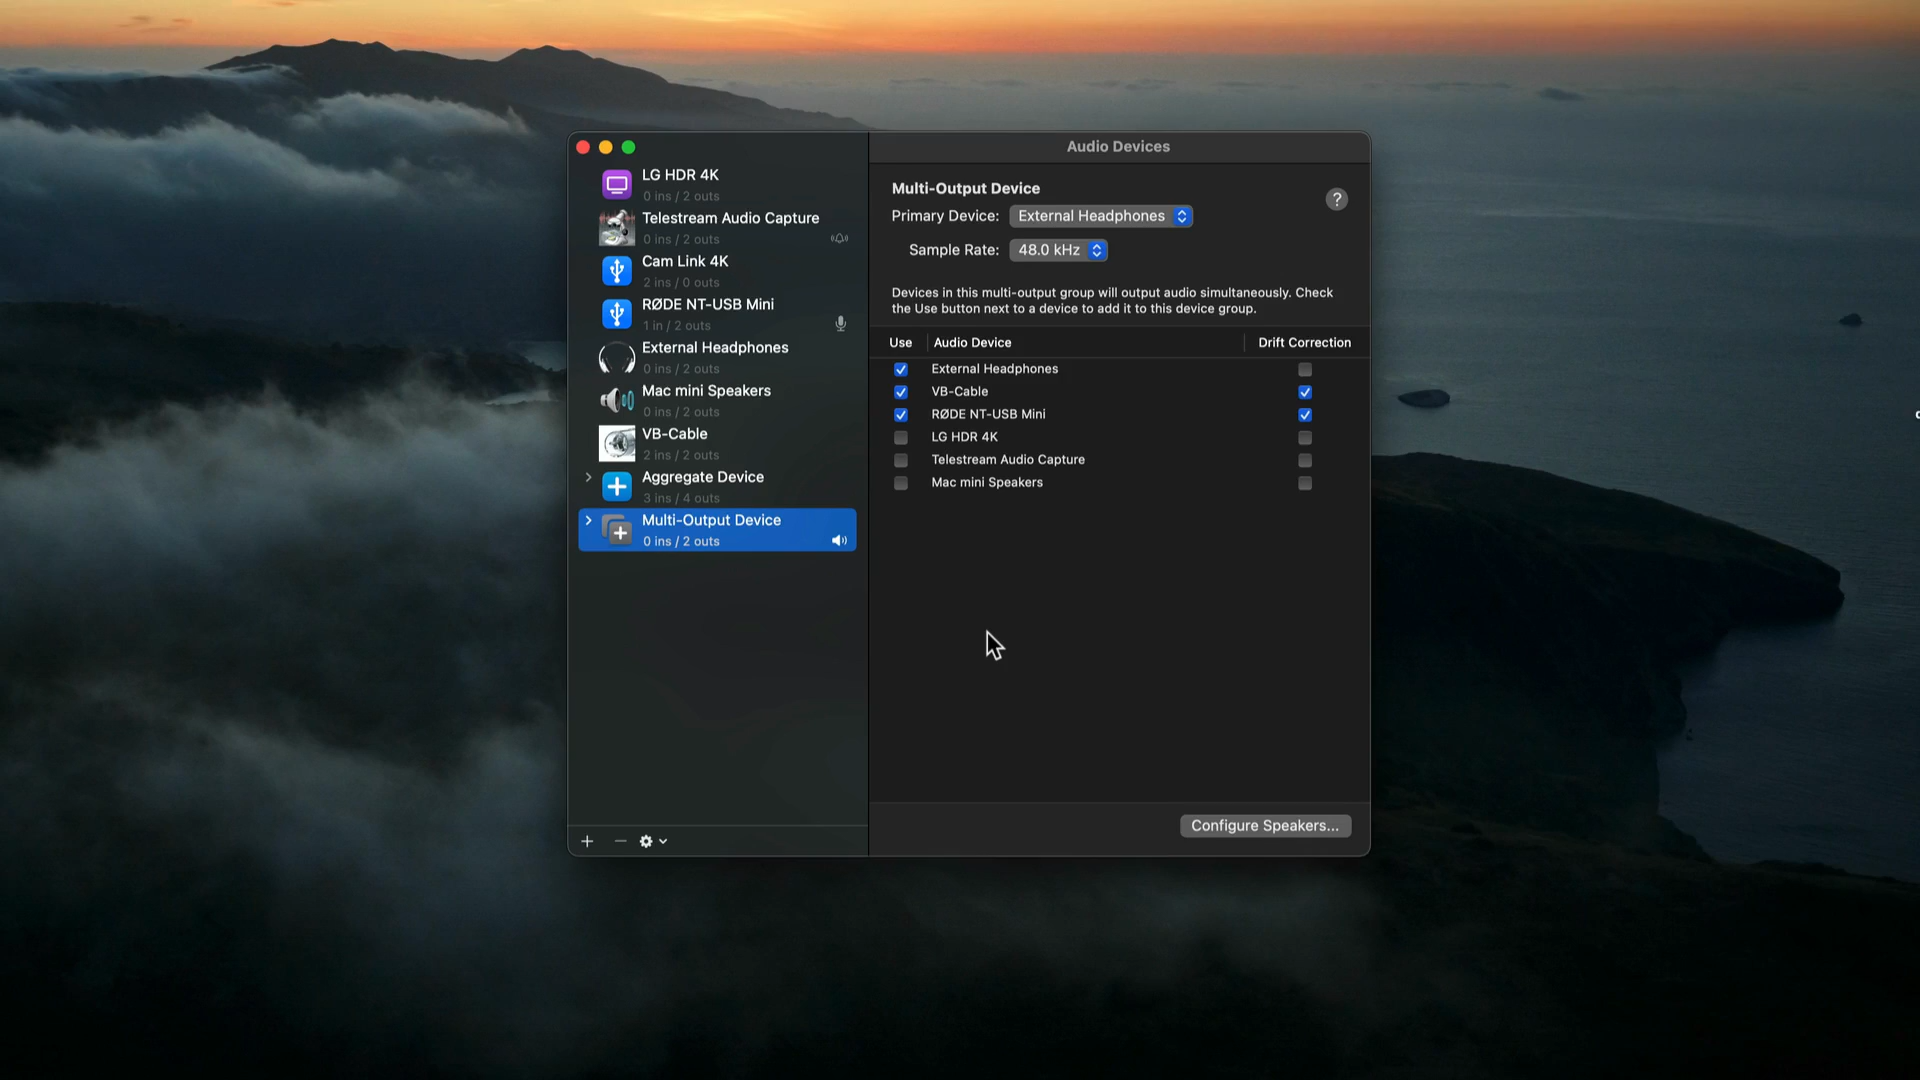 Audio Devices
LG HDR 4K
0 ins / 2 outs
Telestream Audio Capture
0 ins / 2 outs
Cam Link 4K
2 ins / 0 outs
RØDE NT-USB Mini
1 in / 2 outs
External Headphones
0 ins / 2 outs
Mac mini Speakers
0 ins / 2 outs
VB-Cable
2 ins / 2 outs
Aggregate Device
3 ins / 4 outs
Multi-Output Device
0 ins / 2 outs
Multi-Output Device
?
Primary Device: External Headphones
Sample Rate: 48.0 kHz
Devices in this multi-output group will output audio simultaneously. Check
the Use button next to a device to add it to this device group.
Use Audio Device Drift Correction
External Headphones
VB-Cable
RØDE NT-USB Mini
LG HDR 4K
Telestream Audio Capture
Mac mini Speakers
Configure Speakers...